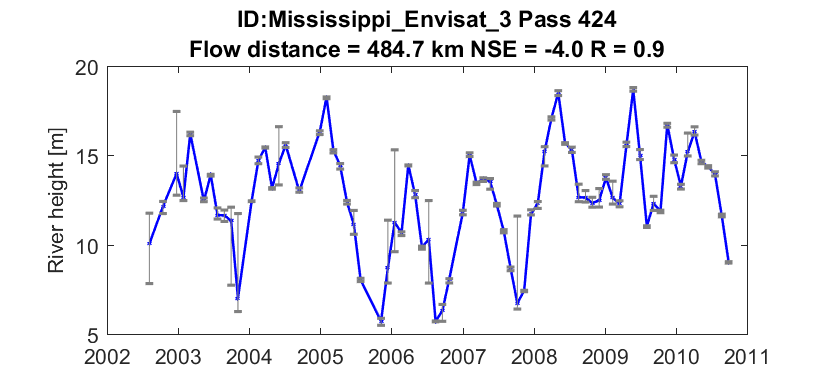 ID:Mississippi_Envisat_3 Pass 424
Flow distance = 484.7 km NSE = -4.0 R = 0.9
River height [m]
20
15
10
5
2002 2003 2004 2005 2006 2007 2008 2009 2010 2011